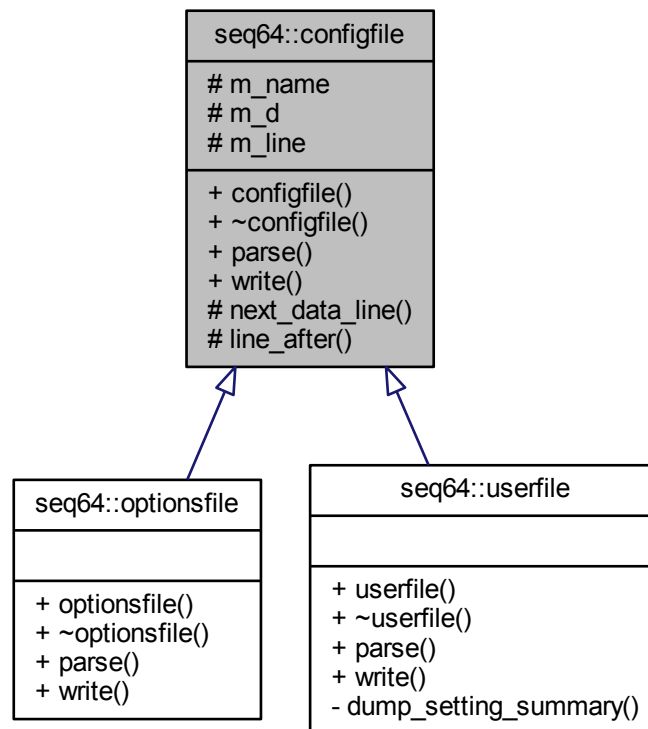 seq64::configfile
# m_name
# m_d
# m_line
+ configfile()
+ ~configfile()
+ parse()
+ write()
# next_data_line()
# line_after()
seq64::optionsfile
+ optionsfile()
+ ~optionsfile()
+ parse()
+ write()
seq64::userfile
+ userfile()
+ ~userfile()
+ parse()
+ write()
- dump_setting_summary()